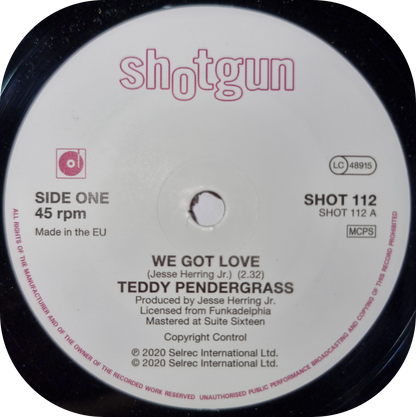 shotgun
d
LC 48915
SIDE ONE
45 rpm
Made in the EU
SHOT 112
SHOT 112 A
MCPS
WE GOT LOVE
(Jesse Herring Jr.) (2.32)
TEDDY PENDERGRASS
Produced by Jesse Herring Jr.
Licensed from Funkadelphia
Mastered at Suite Sixteen
Copyright Control
℗ 2020 Selrec International Ltd.
© 2020 Selrec International Ltd.
ALL RIGHTS OF THE MANUFACTURER AND OF THE OWNER OF THE RECORDED WORK RESERVED UNAUTHORISED PUBLIC PERFORMANCE BROADCASTING AND COPYING OF THIS RECORD PROHIBITED